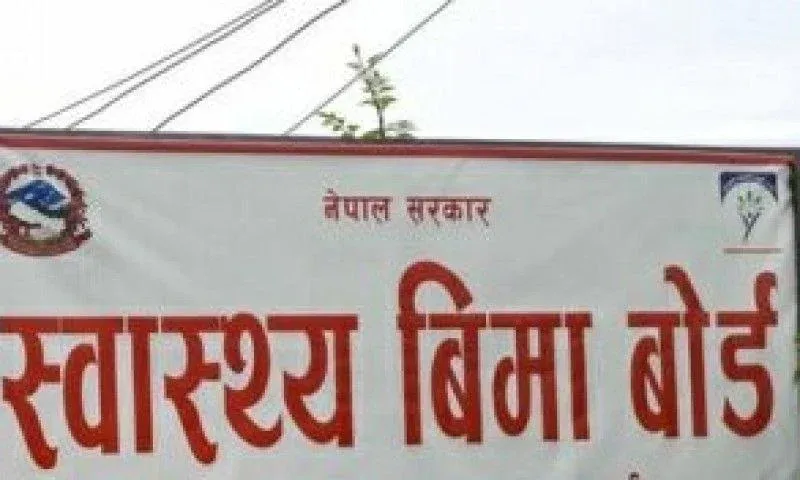 नेपाल सरकार
स्वास्थ्य बिमा बोर्ड